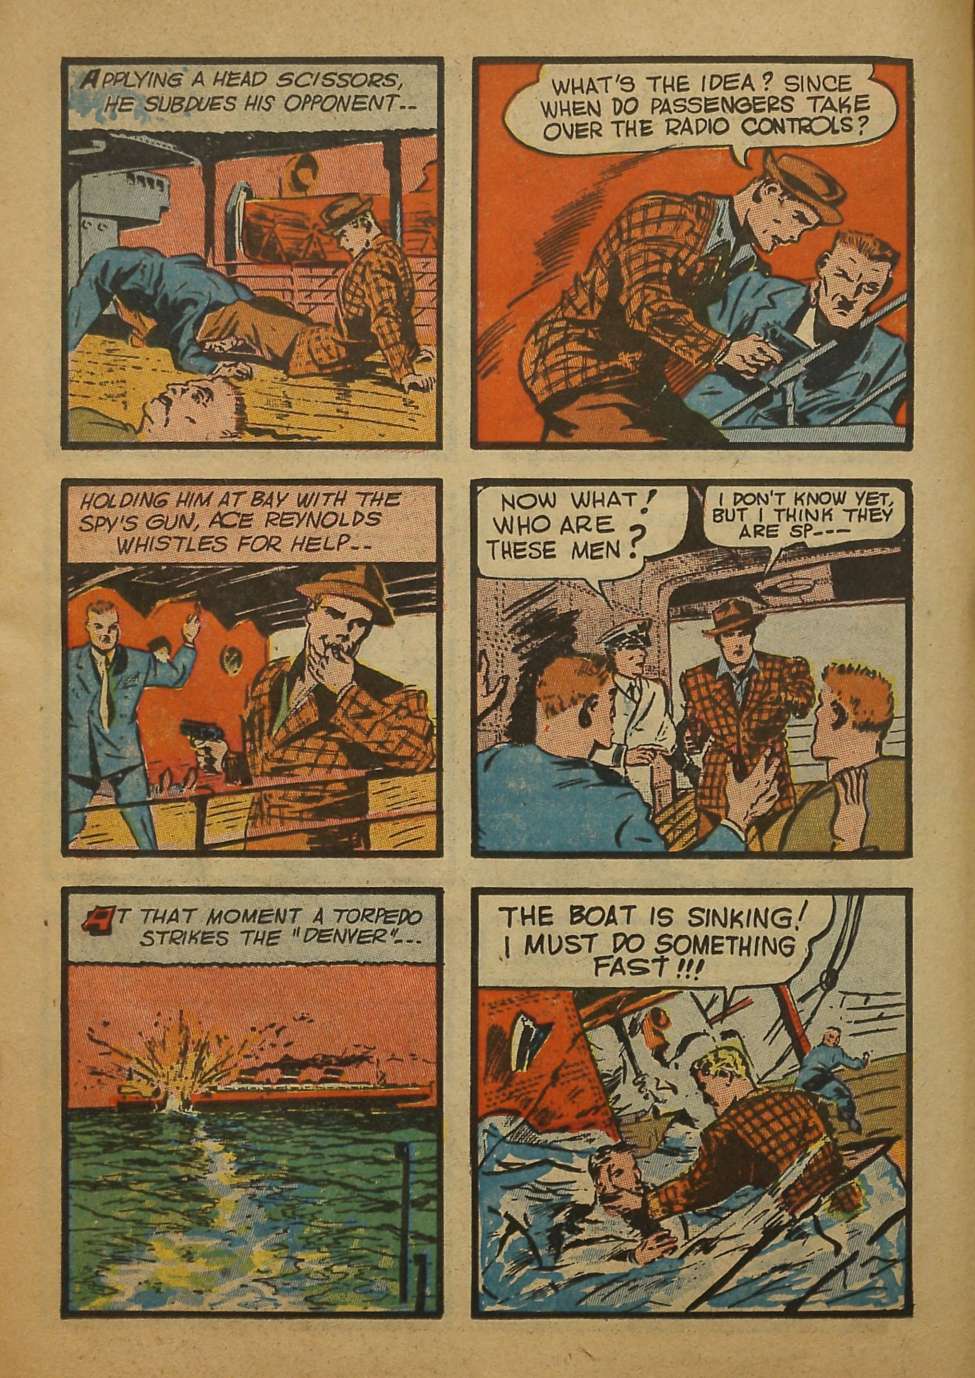 APPLYING A HEAD SCISSORS,
HE SUBDUES HIS OPPONENT--
WHAT'S THE IDEA? SINCE
WHEN DO PASSENGERS TAKE
OVER THE RADIO CONTROLS?
HOLDING HIM AT BAY WITH THE
SPY'S GUN, ACE REYNOLDS
WHISTLES FOR HELP--
NOW WHAT!
WHO ARE
THESE MEN?
I DON'T KNOW YET,
BUT I THINK THEY
ARE SP---
AT THAT MOMENT A TORPEDO
STRIKES THE "DENVER"---
THE BOAT IS SINKING!
I MUST DO SOMETHING
FAST!!!